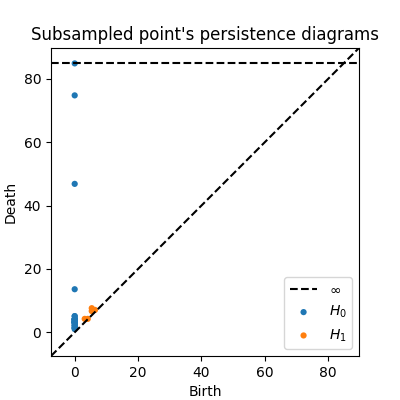 Subsampled point's persistence diagrams
80
60
40
20
0
Death
∞
H₀
H₁
0 20 40 60 80
Birth